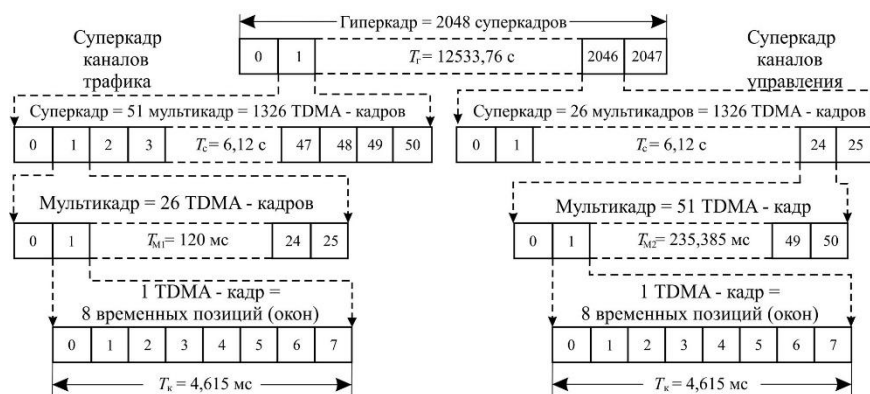 Гиперкадр = 2048 суперкадров
Суперкадр
каналов
трафика
0 1 Tг = 12533,76 с 2046 2047
Суперкадр
каналов
управления
Суперкадр = 51 мультикадр = 1326 TDMA - кадров
0 1 2 3 Tс = 6,12 с 47 48 49 50
Суперкадр = 26 мультикадров = 1326 TDMA - кадров
0 1 Tс = 6,12 с 24 25
Мультикадр = 26 TDMA - кадров
0 1 TМ1 = 120 мс 24 25
Мультикадр = 51 TDMA - кадр
0 1 TМ2 = 235,385 мс 49 50
1 TDMA - кадр =
8 временных позиций (окон)
0 1 2 3 4 5 6 7
Tк = 4,615 мс
1 TDMA - кадр =
8 временных позиций (окон)
0 1 2 3 4 5 6 7
Tк = 4,615 мс